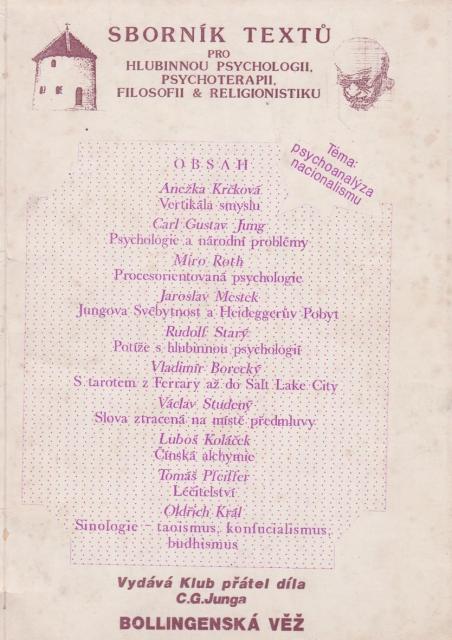 SBORNÍK TEXTŮ
PRO
HLUBINNOU PSYCHOLOGII,
PSYCHOTERAPII,
FILOSOFII & RELIGIONISTIKU
Téma:
psychoanalýza
nacionalismu
OBSAH
Anežka Krčková
Vertikála smyslu
Carl Gustav Jung
Psychologie a národní problémy
Miro Roth
Procesorientovaná psychologie
Jaroslav Mestek
Jungova Svébytnost a Heideggerův Pobyt
Rudolf Starý
Potíže s hlubinnou psychologií
Vladimír Borecký
S tarotem z Ferrary až do Salt Lake City
Václav Studený
Slova ztracená na místě předmluvy
Luboš Koláček
Čínská alchymie
Tomáš Pfeiffer
Léčitelství
Oldřich Král
Sinologie - taoismus, konfucialismus,
budhismus
Vydává Klub přátel díla
C.G.Junga
BOLLINGENSKÁ VĚŽ